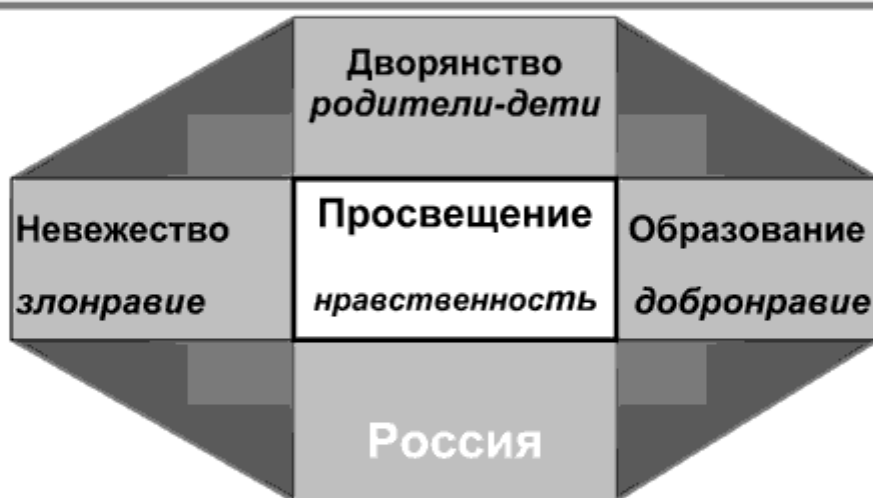 Дворянство
родители-дети
Невежество
злонравие
Просвещение
нравственность
Образование
добронравие
Россия